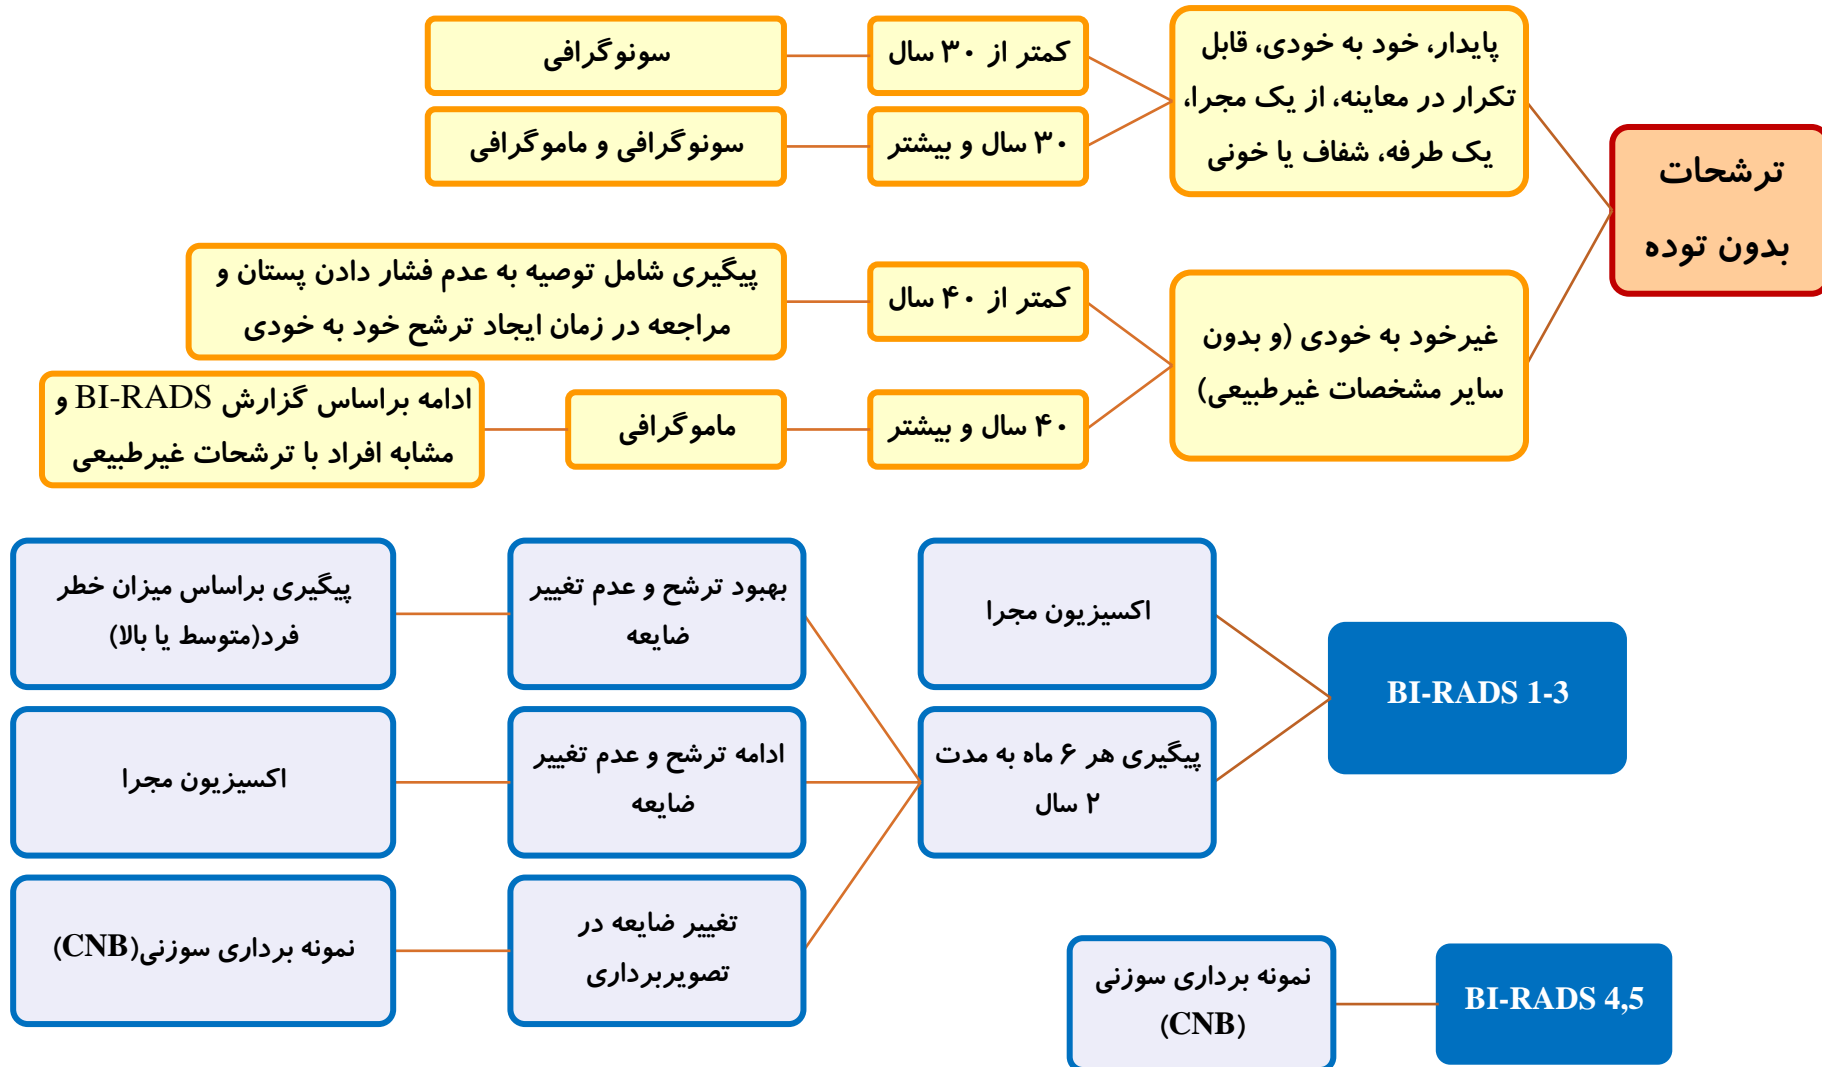 ترشحات
بدون توده
پایدار، خود به خودی، قابل
تکرار در معاینه، از یک مجرا،
یک طرفه، شفاف یا خونی
کمتر از ۳۰ سال
سونوگرافی
۳۰ سال و بیشتر
سونوگرافی و ماموگرافی
غیرخود به خودی (و بدون
سایر مشخصات غیرطبیعی)
کمتر از ۴۰ سال
پیگیری شامل توصیه به عدم فشار دادن پستان و
مراجعه در زمان ایجاد ترشح خود به خودی
۴۰ سال و بیشتر
ماموگرافی
ادامه براساس گزارش BI-RADS و
مشابه افراد با ترشحات غیرطبیعی
BI-RADS 1-3
اکسیزیون مجرا
پیگیری هر ۶ ماه به مدت
۲ سال
بهبود ترشح و عدم تغییر
ضایعه
پیگیری براساس میزان خطر
فرد(متوسط یا بالا)
ادامه ترشح و عدم تغییر
ضایعه
اکسیزیون مجرا
تغییر ضایعه در
تصویربرداری
نمونه برداری سوزنی(CNB)
BI-RADS 4,5
نمونه برداری سوزنی
(CNB)